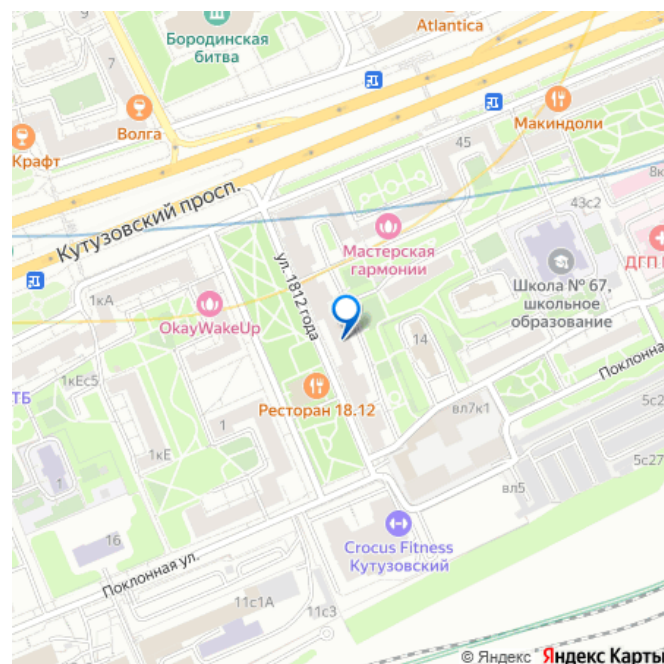 Atlantica
Бородинская
битва
7
Волга
Крафт
Макиндоли
45
8к
Кутузовский просп.
43с2
Мастерская
гармонии
ДГП
ул. 1812 года
Школа № 67,
школьное
образование
1кА
OkayWakeUp
14
Поклонная
1кЕс5
ТБ
Ресторан 18.12
вл7к1
5с2
1
1кЕ
5с27
1
вл5
16
Crocus Fitness
Кутузовский
Поклонная ул.
11с1А
11с3
© Яндекс Яндекс Карты